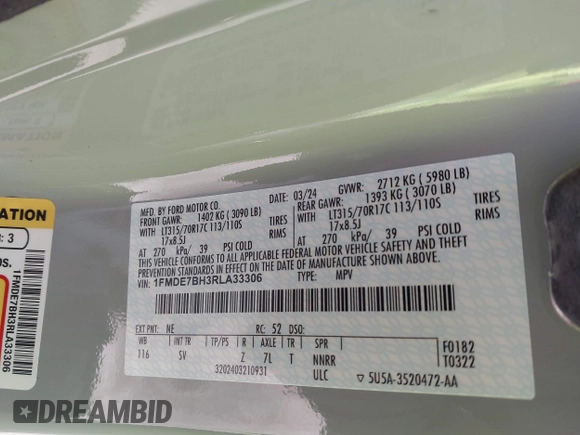 MFD. BY FORD MOTOR CO.
03/24
GVWR: 2712 KG ( 5980 LB)
FRONT GAWR: 1402 KG ( 3090 LB)
REAR GAWR: 1393 KG ( 3070 LB)
WITH LT315/70R17C 113/110S TIRES
17x8.5J RIMS
AT 270 kPa/ 39 PSI COLD
WITH LT315/70R17C 113/110S TIRES
17x8.5J RIMS
AT 270 kPa/ 39 PSI COLD
THIS VEHICLE CONFORMS TO ALL APPLICABLE FEDERAL MOTOR VEHICLE SAFETY AND THEFT
PREVENTION STANDARDS IN EFFECT ON THE DATE OF MANUFACTURE SHOWN ABOVE.
VIN: 1FMDE7BH3RLA33306
TYPE: MPV
EXT PNT: NE RC: 52 DSO:
WB INT TR TP/PS R AXLE TR SPR
116 SV Z 7L T NNRR
F0182
T0322
3202403210931
ULC
▽ 5U5A-3520472-AA
1FMDE7BH3RLA33306
DREAMBID